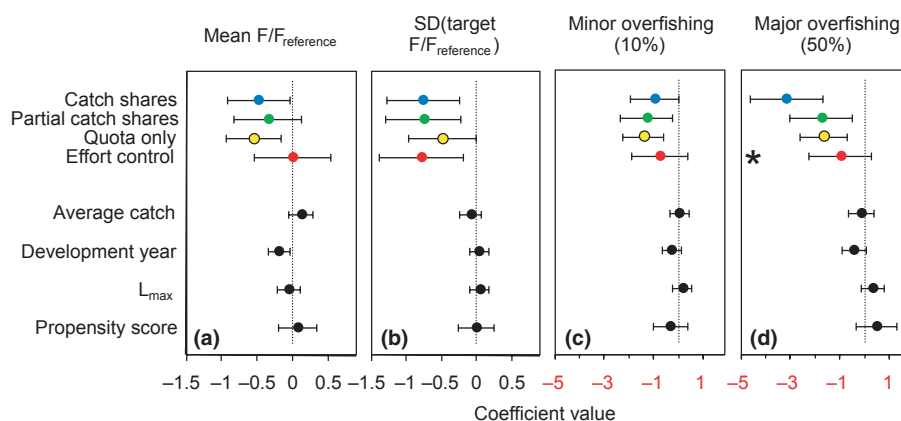 Mean F/Freference
SD(target
F/Freference)
Minor overfishing
(10%)
Major overfishing
(50%)
Catch shares
Partial catch shares
Quota only
Effort control
*
Average catch
Development year
Lmax
Propensity score
(a)
(b)
(c)
(d)
–1.5 –0.5 0 0.5 –1.5 –0.5 0 0.5 –5 –3 –1 1 –5 –3 –1 1
Coefficient value